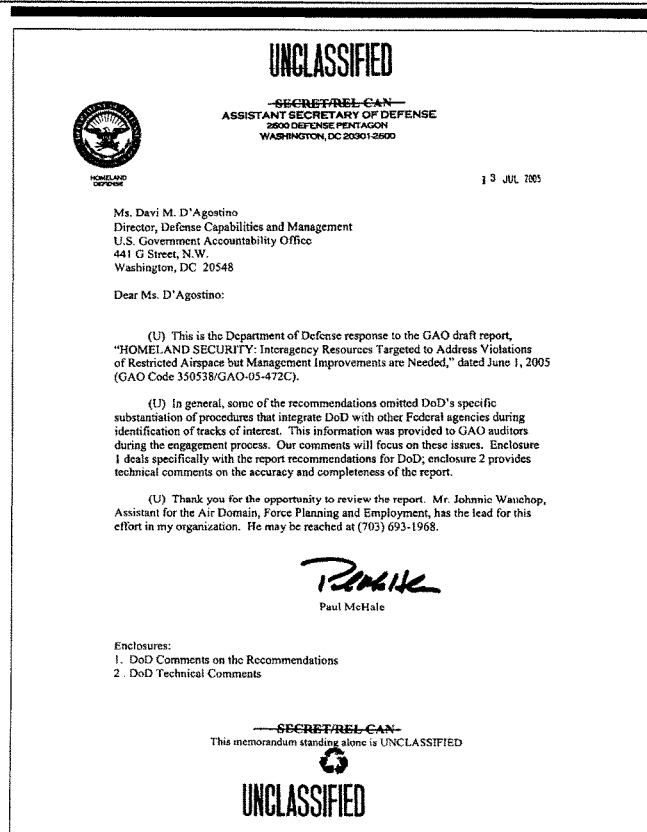 UNCLASSIFIED
SECRET/REL CAN
ASSISTANT SECRETARY OF DEFENSE
2600 DEFENSE PENTAGON
WASHINGTON, DC 20301-2600
HOMELAND
DEFENSE
13 JUL 2005
Ms. Davi M. D'Agostino
Director, Defense Capabilities and Management
U.S. Government Accountability Office
441 G Street, N.W.
Washington, DC 20548
Dear Ms. D'Agostino:
(U) This is the Department of Defense response to the GAO draft report,
"HOMELAND SECURITY: Interagency Resources Targeted to Address Violations
of Restricted Airspace but Management Improvements are Needed," dated June 1, 2005
(GAO Code 350538/GAO-05-472C).
(U) In general, some of the recommendations omitted DoD's specific
substantiation of procedures that integrate DoD with other Federal agencies during
identification of tracks of interest. This information was provided to GAO auditors
during the engagement process. Our comments will focus on these issues. Enclosure
1 deals specifically with the report recommendations for DoD; enclosure 2 provides
technical comments on the accuracy and completeness of the report.
(U) Thank you for the opportunity to review the report. Mr. Johnnie Wauchop,
Assistant for the Air Domain, Force Planning and Employment, has the lead for this
effort in my organization. He may be reached at (703) 693-1968.
Paul McHale
Enclosures:
1. DoD Comments on the Recommendations
2 . DoD Technical Comments
SECRET/REL CAN
This memorandum standing alone is UNCLASSIFIED
UNCLASSIFIED